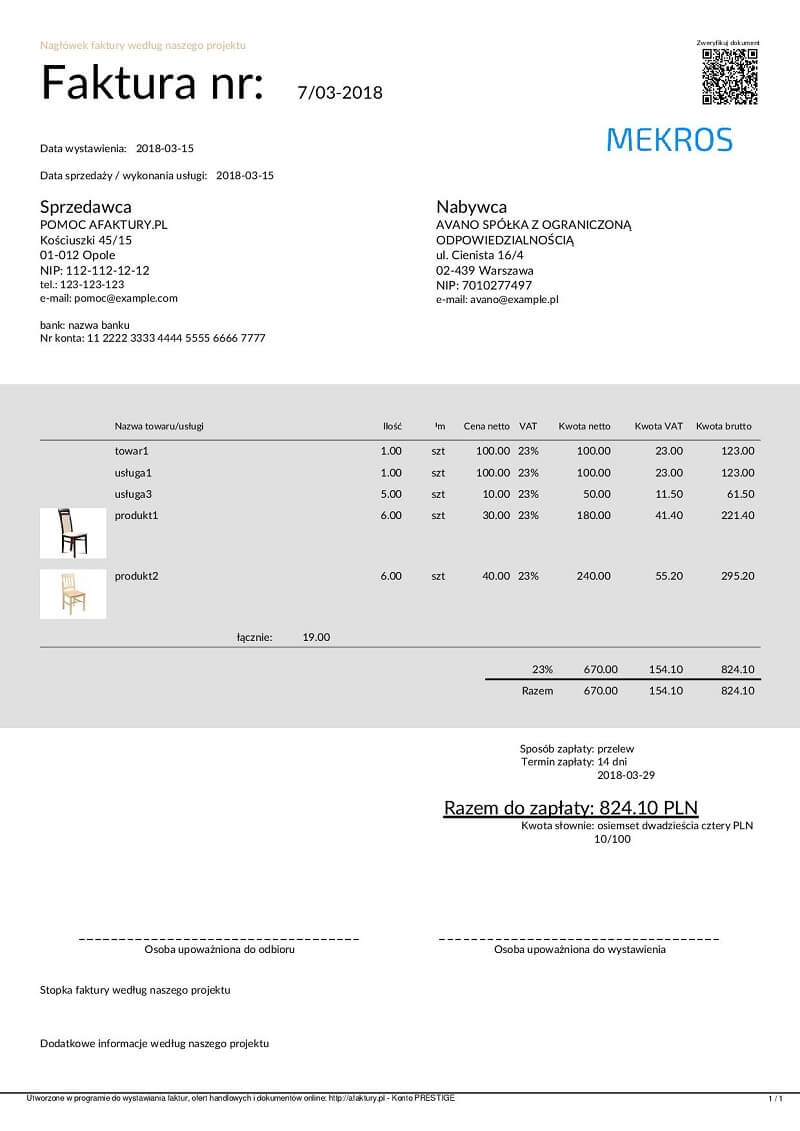 Nagłówek faktury według naszego projektu
Zweryfikuj dokument
Faktura nr: 7/03-2018
MEKROS
Data wystawienia: 2018-03-15
Data sprzedaży / wykonania usługi: 2018-03-15
Sprzedawca
POMOC AFAKTURY.PL
Kościuszki 45/15
01-012 Opole
NIP: 112-112-12-12
tel.: 123-123-123
e-mail: pomoc@example.com
bank: nazwa banku
Nr konta: 11 2222 3333 4444 5555 6666 7777
Nabywca
AVANO SPÓŁKA Z OGRANICZONĄ
ODPOWIEDZIALNOŚCIĄ
ul. Cienista 16/4
02-439 Warszawa
NIP: 7010277497
e-mail: avano@example.pl
Nazwa towaru/usługi Ilość Jm Cena netto VAT Kwota netto Kwota VAT Kwota brutto
towar1 1.00 szt 100.00 23% 100.00 23.00 123.00
usługa1 1.00 szt 100.00 23% 100.00 23.00 123.00
usługa3 5.00 szt 10.00 23% 50.00 11.50 61.50
produkt1 6.00 szt 30.00 23% 180.00 41.40 221.40
produkt2 6.00 szt 40.00 23% 240.00 55.20 295.20
łącznie: 19.00
23% 670.00 154.10 824.10
Razem 670.00 154.10 824.10
Sposób zapłaty: przelew
Termin zapłaty: 14 dni
2018-03-29
Razem do zapłaty: 824.10 PLN
Kwota słownie: osiemset dwadzieścia cztery PLN
10/100
Osoba upoważniona do odbioru
Osoba upoważniona do wystawienia
Stopka faktury według naszego projektu
Dodatkowe informacje według naszego projektu
Utworzone w programie do wystawiania faktur, ofert handlowych i dokumentów online: http://afaktury.pl - Konto PRESTIGE
1 / 1